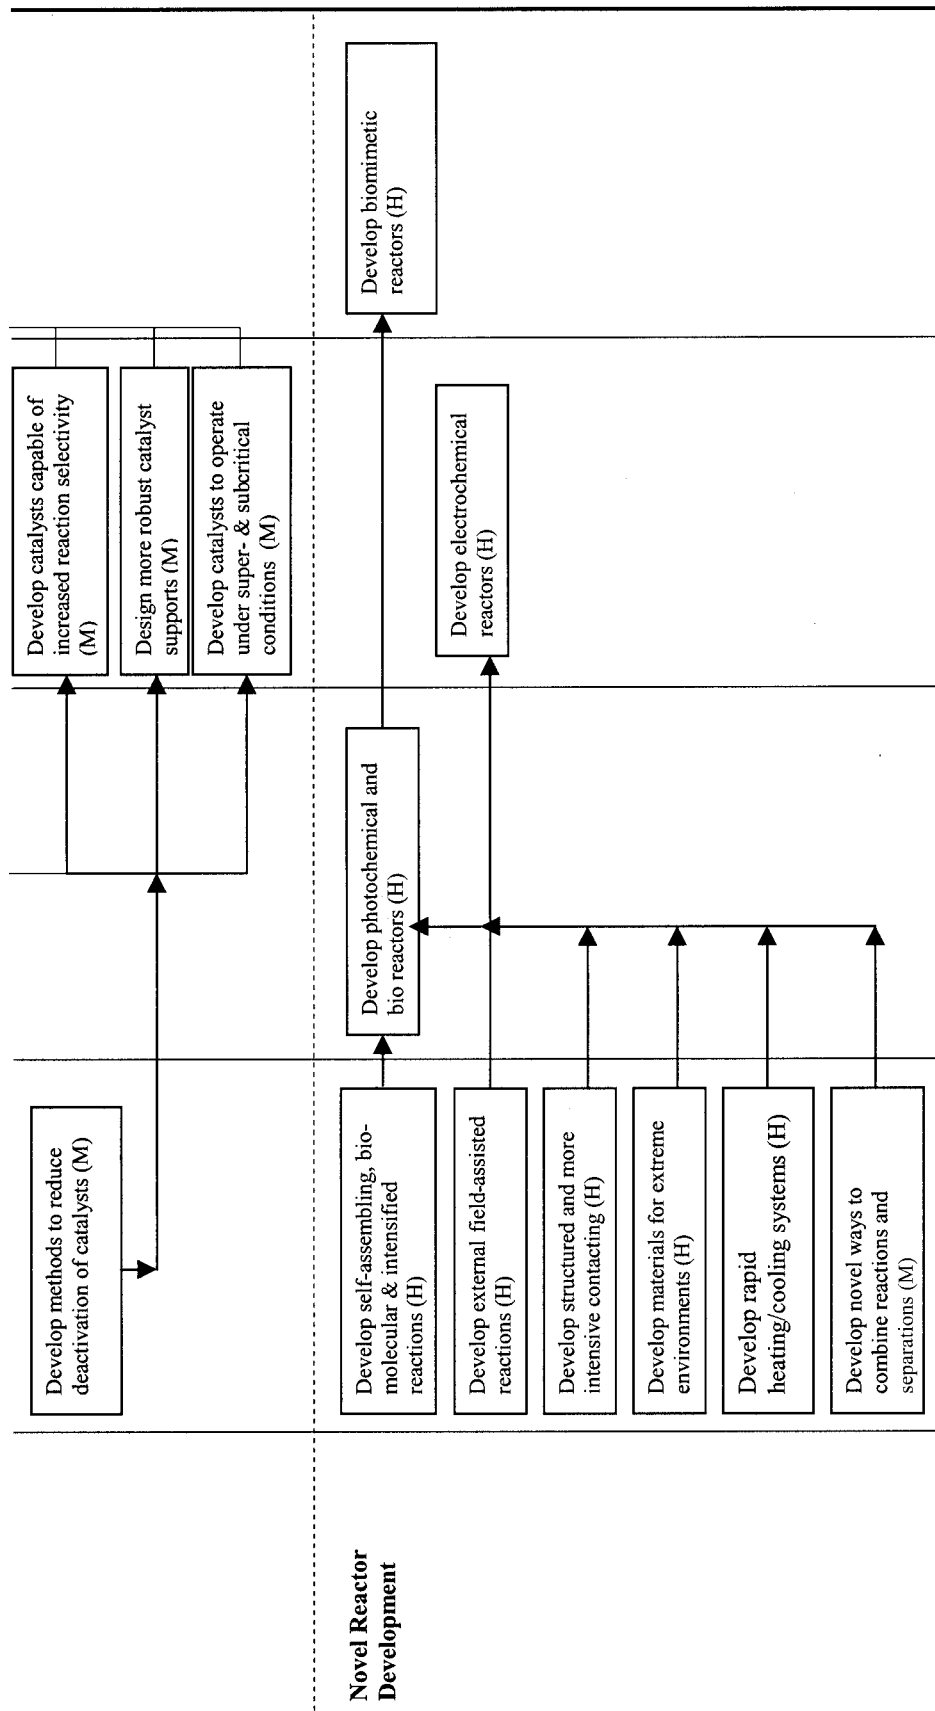 Develop methods to reduce
deactivation of catalysts (M)
Develop catalysts capable of
increased reaction selectivity
(M)
Design more robust catalyst
supports (M)
Develop catalysts to operate
under super- & subcritical
conditions (M)
Novel Reactor
Development
Develop self-assembling, bio-
molecular & intensified
reactions (H)
Develop external field-assisted
reactions (H)
Develop structured and more
intensive contacting (H)
Develop materials for extreme
environments (H)
Develop rapid
heating/cooling systems (H)
Develop novel ways to
combine reactions and
separations (M)
Develop photochemical and
bio reactors (H)
Develop electrochemical
reactors (H)
Develop biomimetic
reactors (H)